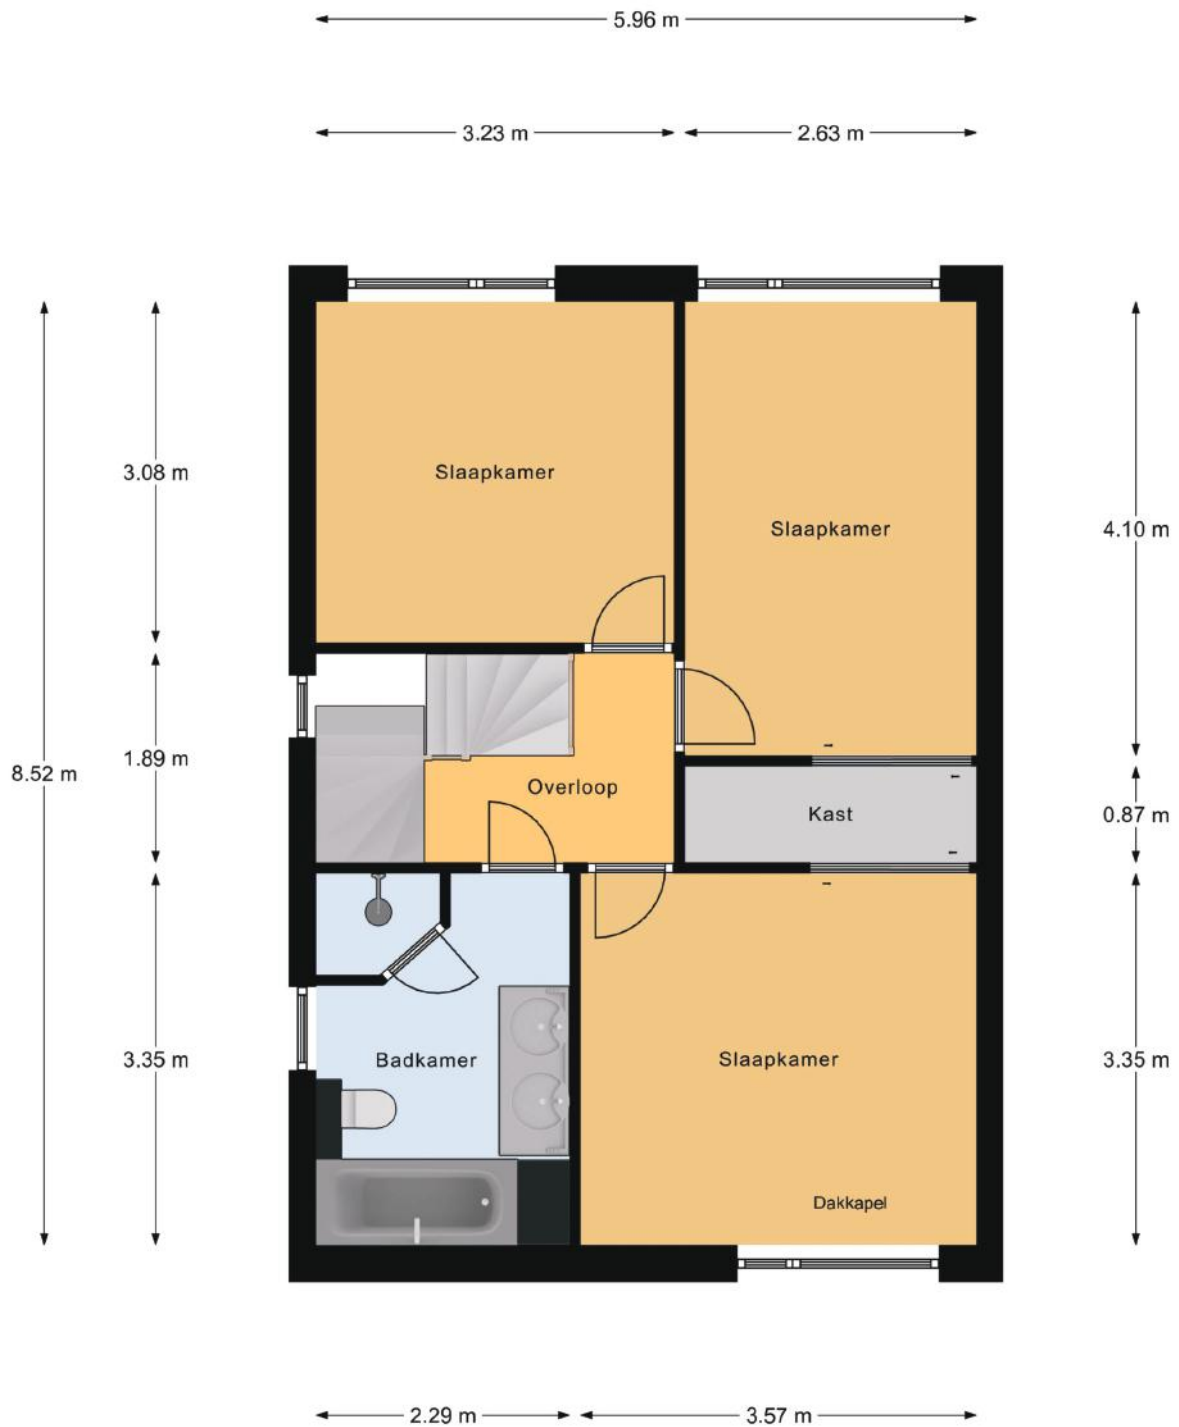 5.96 m
3.23 m
2.63 m
3.08 m
Slaapkamer
Slaapkamer
4.10 m
1.89 m
8.52 m
Overloop
Kast
0.87 m
3.35 m
Badkamer
Slaapkamer
3.35 m
Dakkapel
2.29 m
3.57 m